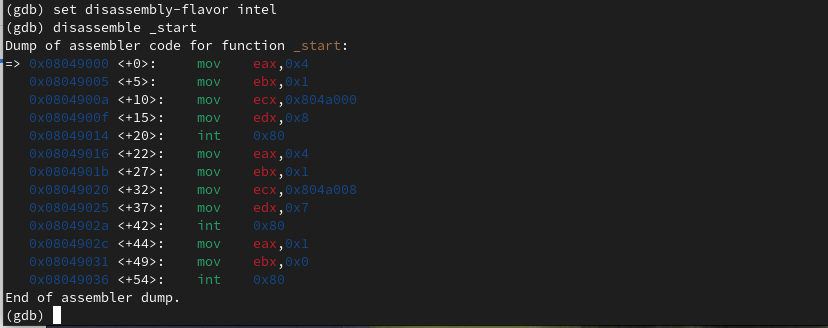 (gdb) set disassembly-flavor intel
(gdb) disassemble _start
Dump of assembler code for function _start:
=> 0x08049000 <+0>:     mov    eax,0x4
   0x08049005 <+5>:     mov    ebx,0x1
   0x0804900a <+10>:    mov    ecx,0x804a000
   0x0804900f <+15>:    mov    edx,0x8
   0x08049014 <+20>:    int    0x80
   0x08049016 <+22>:    mov    eax,0x4
   0x0804901b <+27>:    mov    ebx,0x1
   0x08049020 <+32>:    mov    ecx,0x804a008
   0x08049025 <+37>:    mov    edx,0x7
   0x0804902a <+42>:    int    0x80
   0x0804902c <+44>:    mov    eax,0x1
   0x08049031 <+49>:    mov    ebx,0x0
   0x08049036 <+54>:    int    0x80
End of assembler dump.
(gdb)